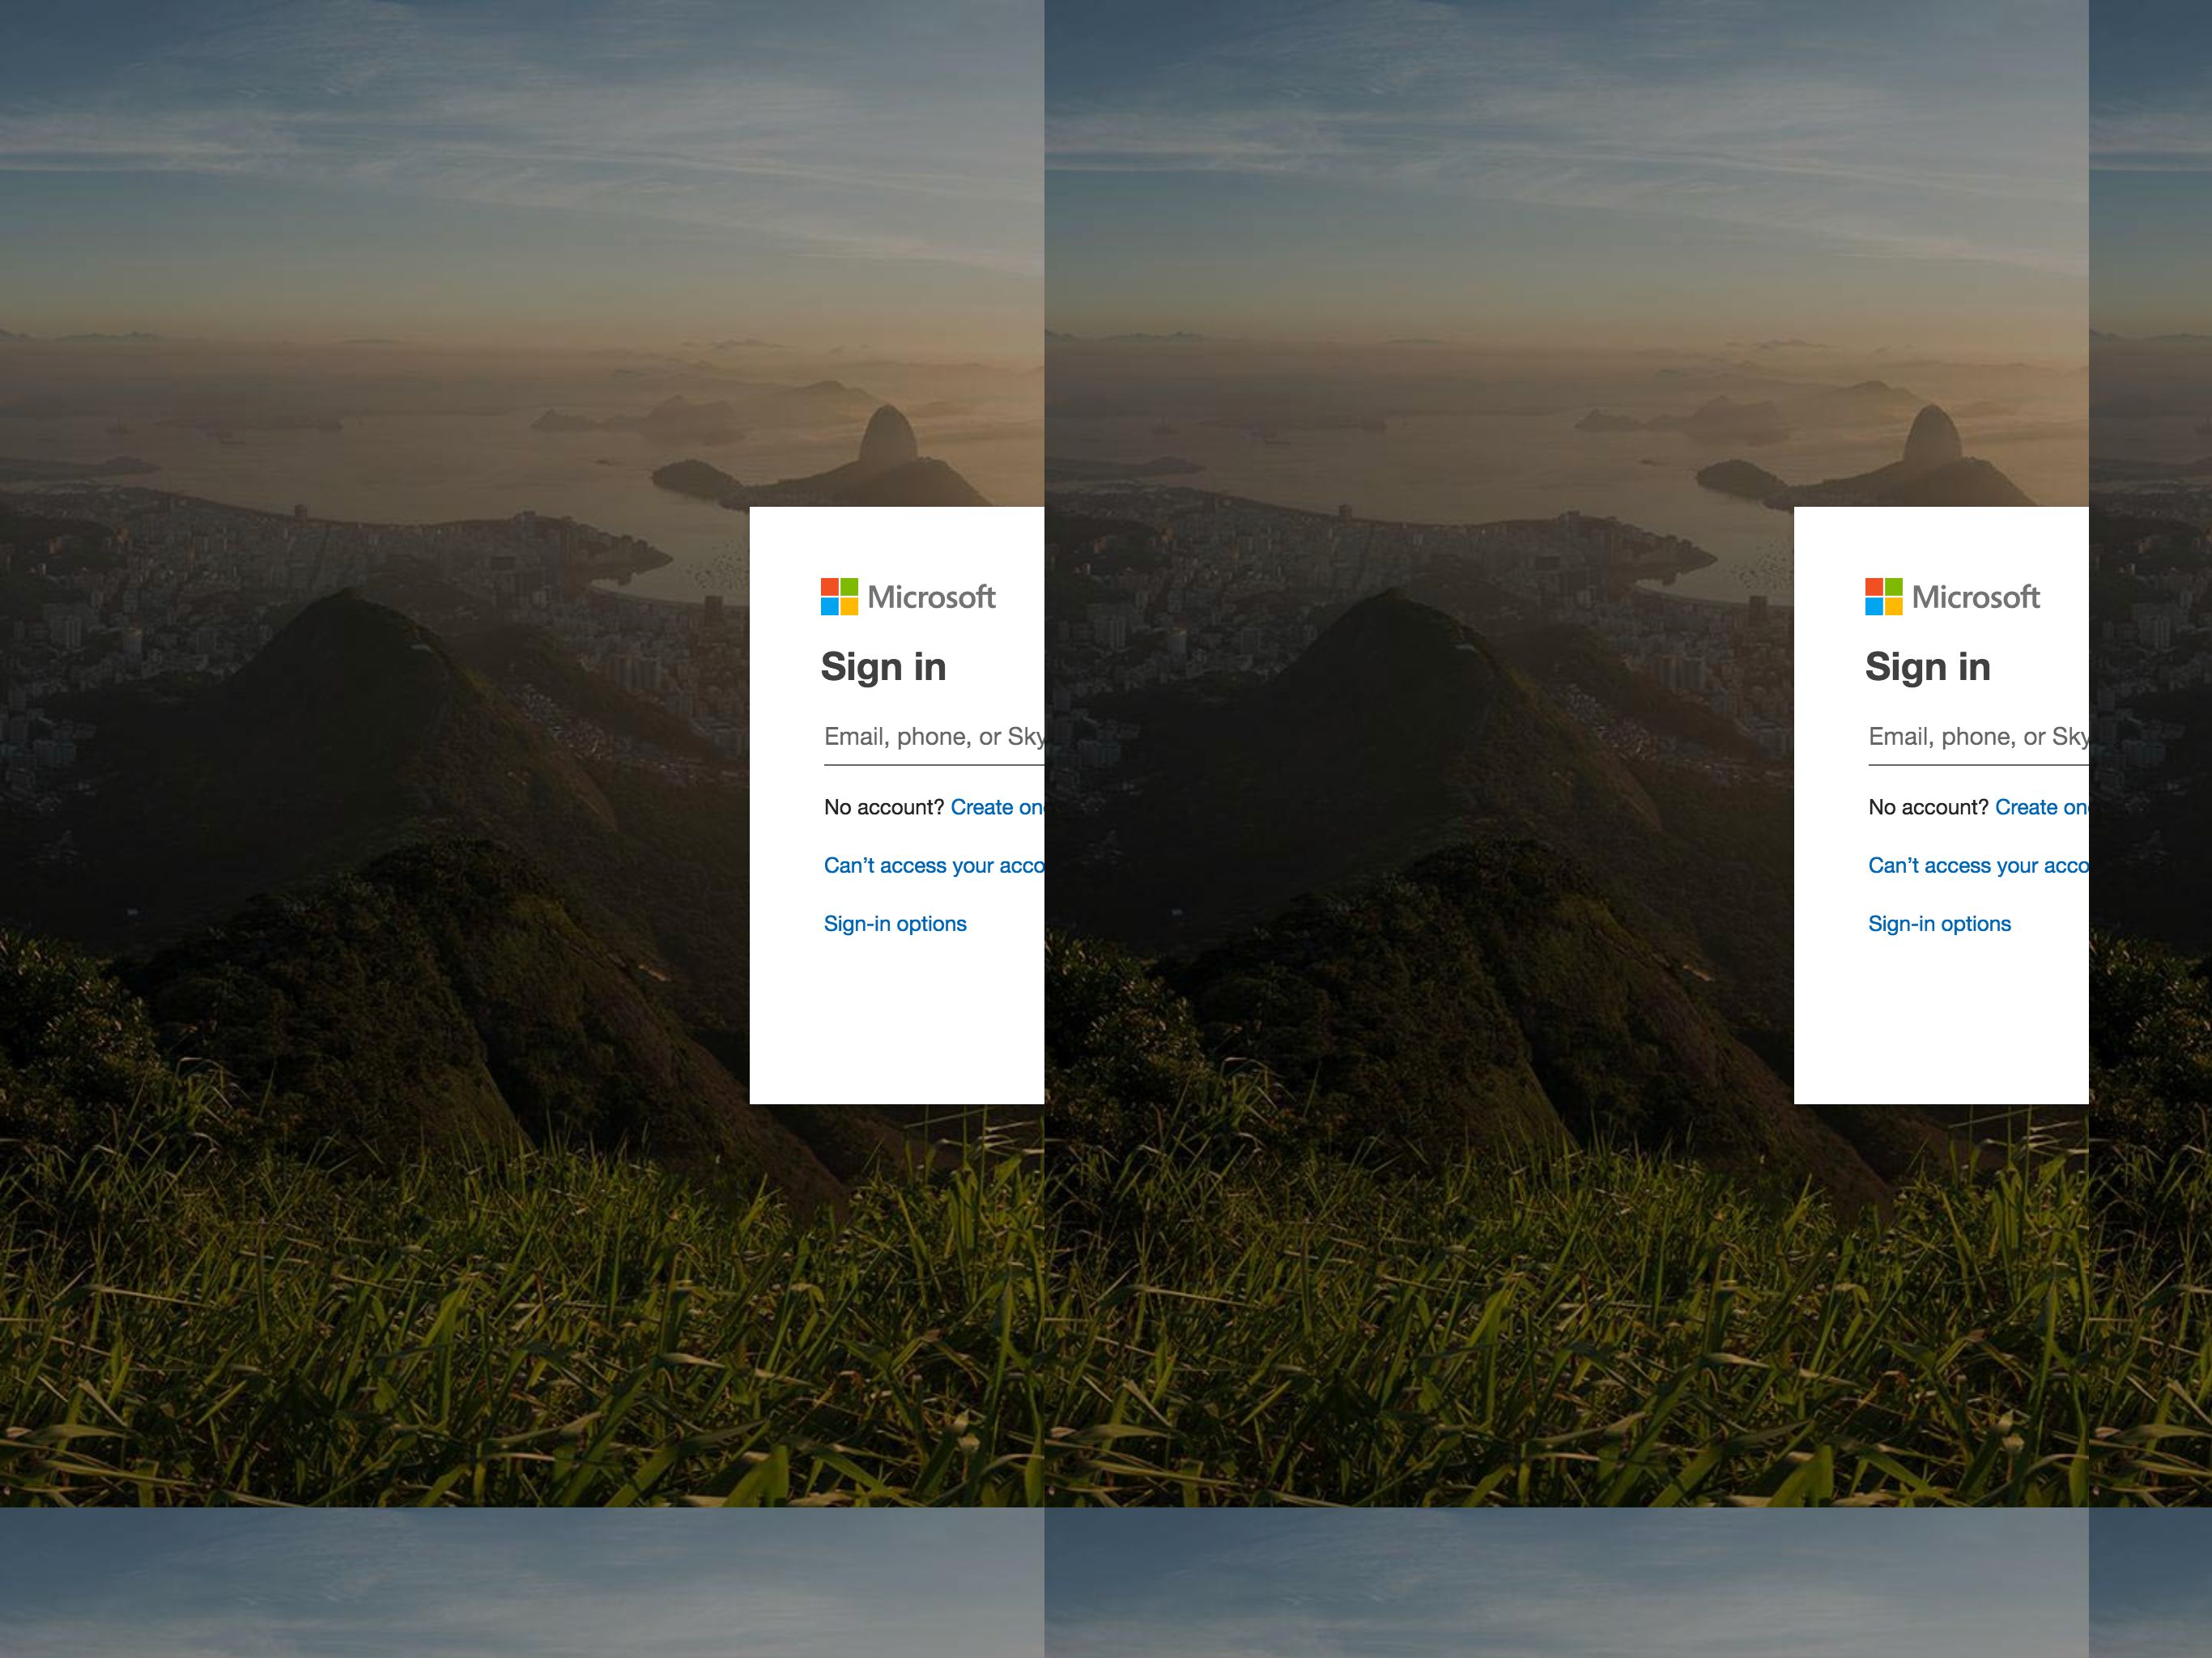 Microsoft
Sign in
Email, phone, or Sky
No account? Create on
Can't access your acco
Sign-in options
Microsoft
Sign in
Email, phone, or Sky
No account? Create on
Can't access your acco
Sign-in options